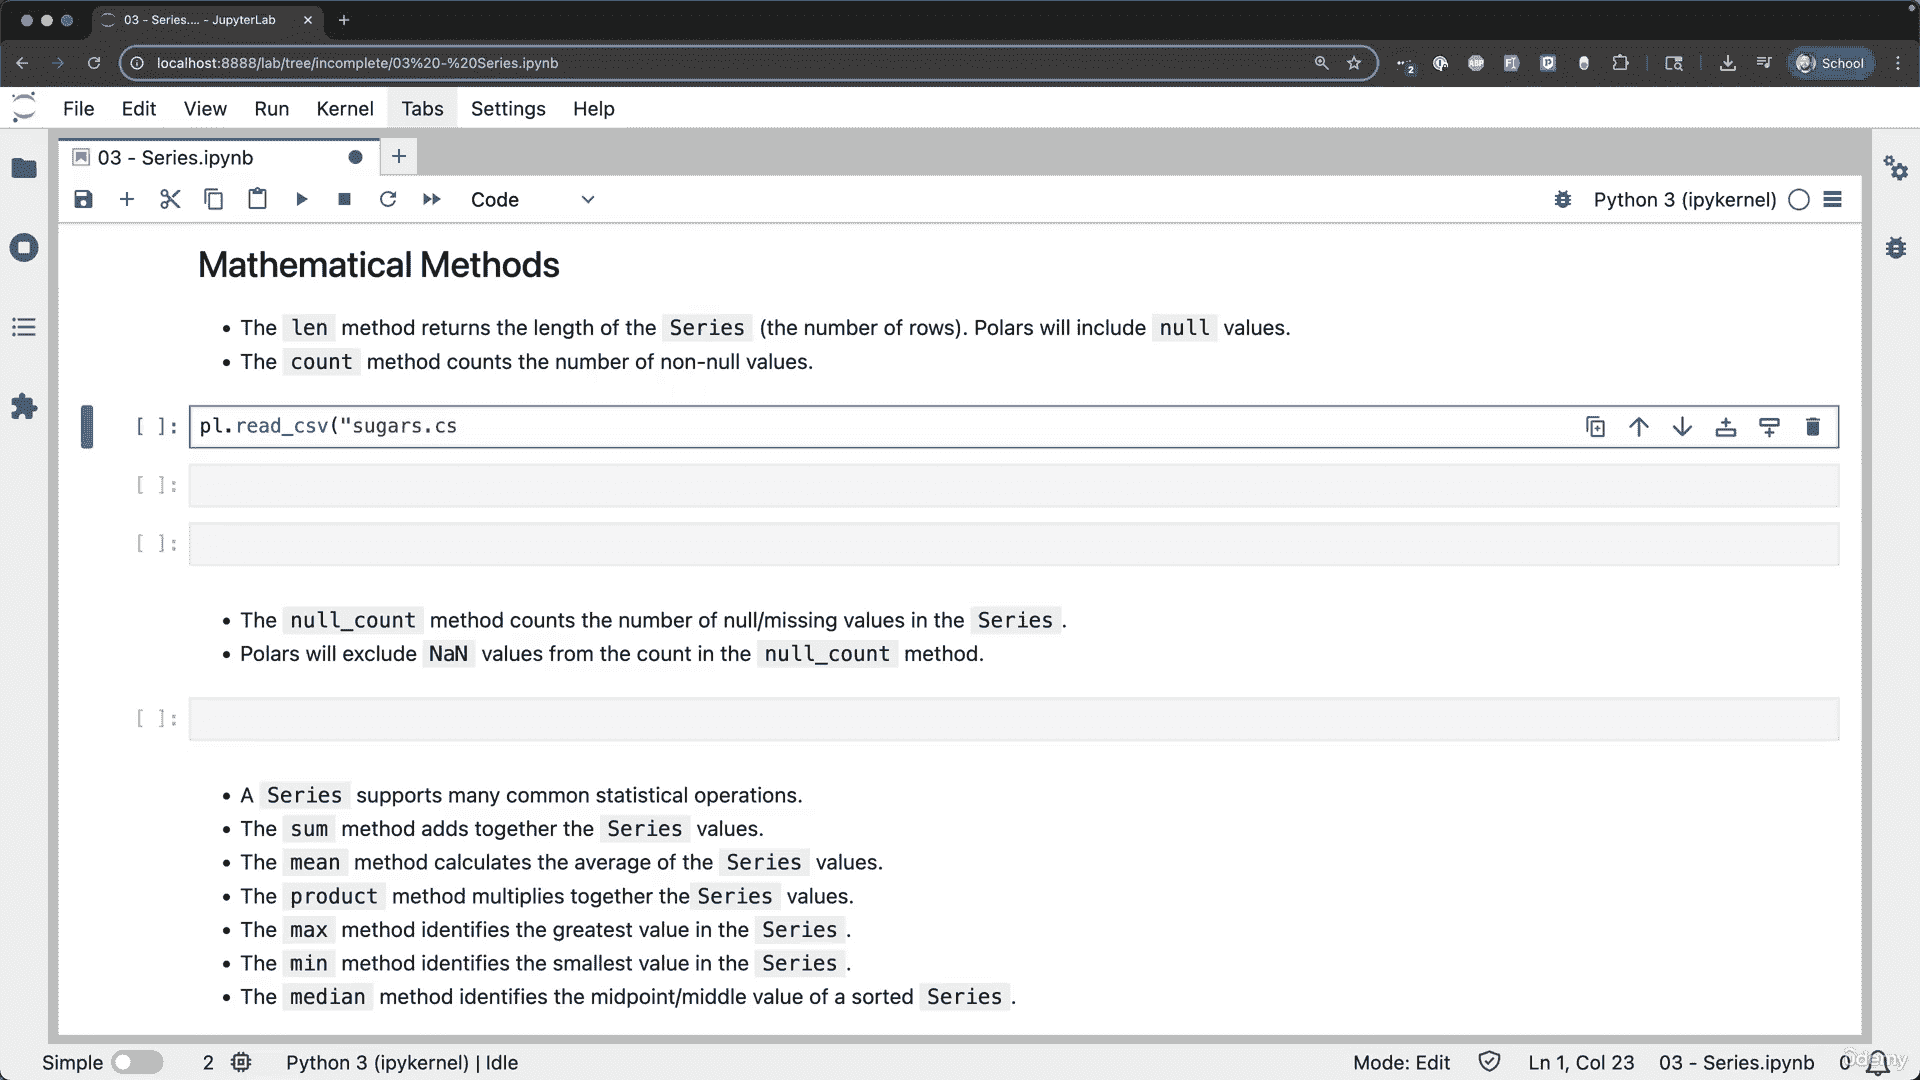 03 - Series.... - JupyterLab
localhost:8888/lab/tree/incomplete/03%20-%20Series.ipynb
2
ABP
School
File Edit View Run Kernel Tabs Settings Help
03 - Series.ipynb
Code
Python 3 (ipykernel)
Mathematical Methods
• The len method returns the length of the Series (the number of rows). Polars will include null values.
• The count method counts the number of non-null values.
[ ]: pl.read_csv("sugars.cs
[ ]:
[ ]:
• The null_count method counts the number of null/missing values in the Series.
• Polars will exclude NaN values from the count in the null_count method.
[ ]:
• A Series supports many common statistical operations.
• The sum method adds together the Series values.
• The mean method calculates the average of the Series values.
• The product method multiplies together the Series values.
• The max method identifies the greatest value in the Series.
• The min method identifies the smallest value in the Series.
• The median method identifies the midpoint/middle value of a sorted Series.
Simple 2 Python 3 (ipykernel) | Idle Mode: Edit Ln 1, Col 23 03 - Series.ipynb 0
Udemy